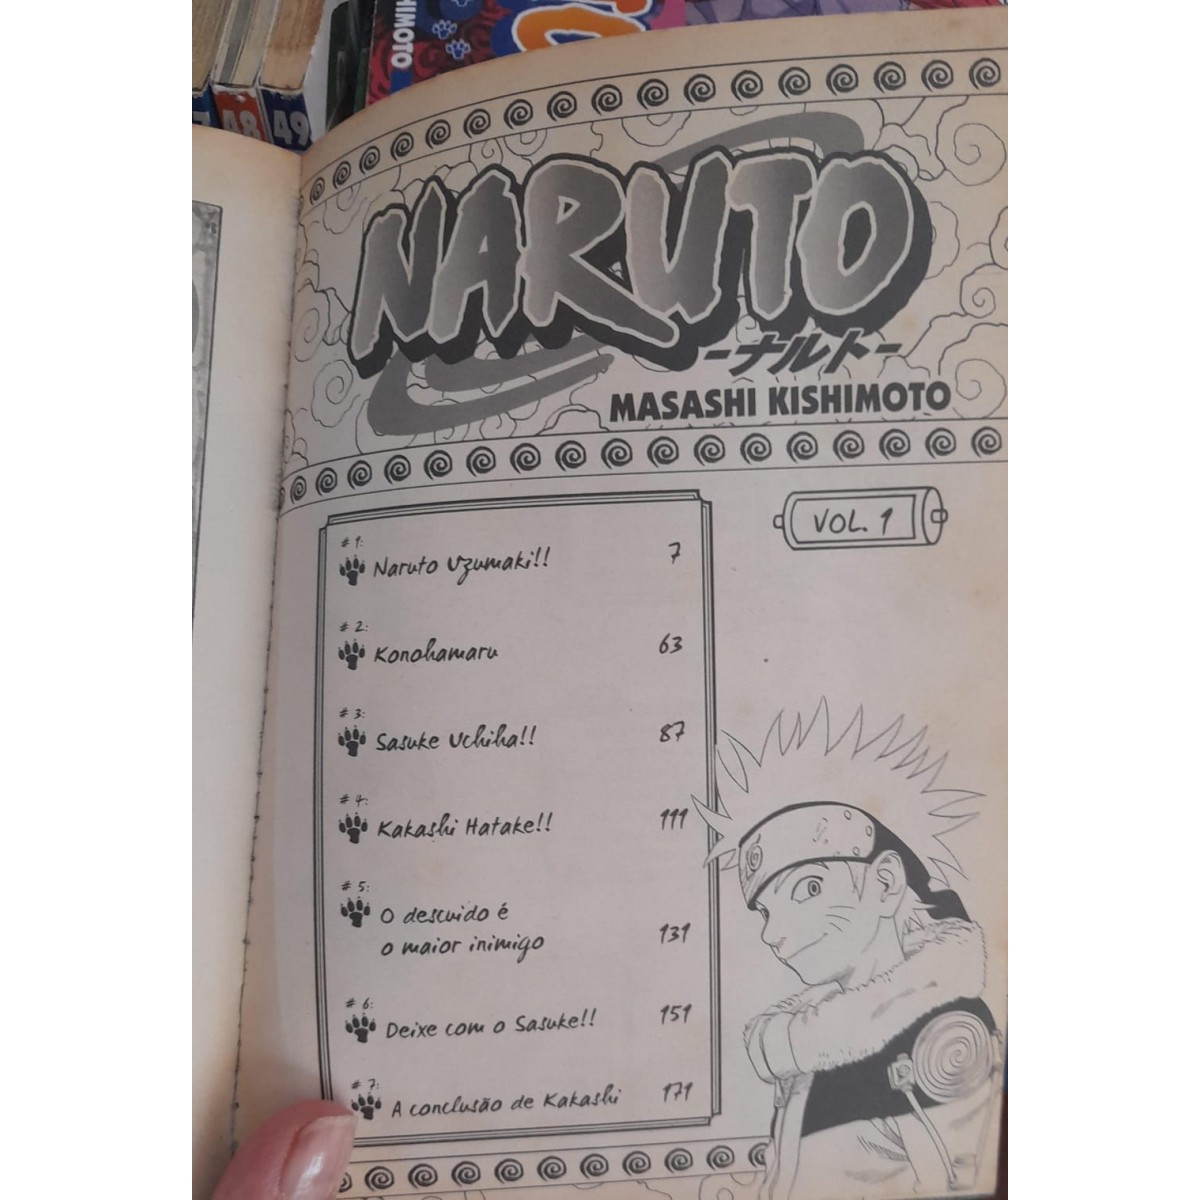 HIMOTO
48
49
NARUTO
-ナルト-
MASASHI KISHIMOTO
VOL. 1
# 1:
Naruto Uzumaki!! 7
# 2:
Konohamaru 63
# 3:
Sasuke Uchiha!! 87
# 4:
Kakashi Hatake!! 111
# 5:
O descuido é
o maior inimigo 131
# 6:
Deixe com o Sasuke!! 151
# 7:
A conclusão de Kakashi 171